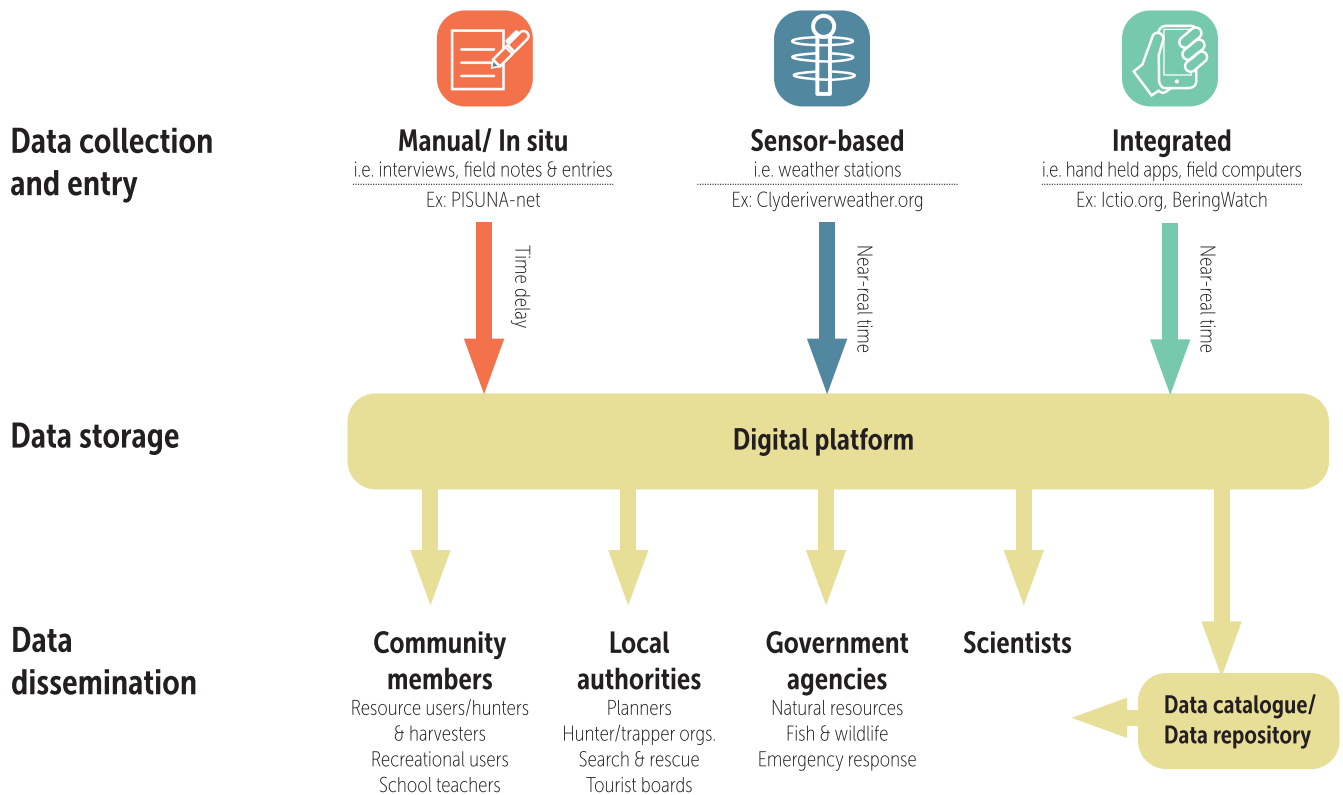 Data collection
and entry
Manual/ In situ
i.e. interviews, field notes & entries
Ex: PISUNA-net
Sensor-based
i.e. weather stations
Ex: Clyderiverweather.org
Integrated
i.e. hand held apps, field computers
Ex: Ictio.org, BeringWatch
Time delay
Near-real time
Near-real time
Data storage
Digital platform
Data
dissemination
Community
members
Resource users/hunters
& harvesters
Recreational users
School teachers
Local
authorities
Planners
Hunter/trapper orgs.
Search & rescue
Tourist boards
Government
agencies
Natural resources
Fish & wildlife
Emergency response
Scientists
Data catalogue/
Data repository